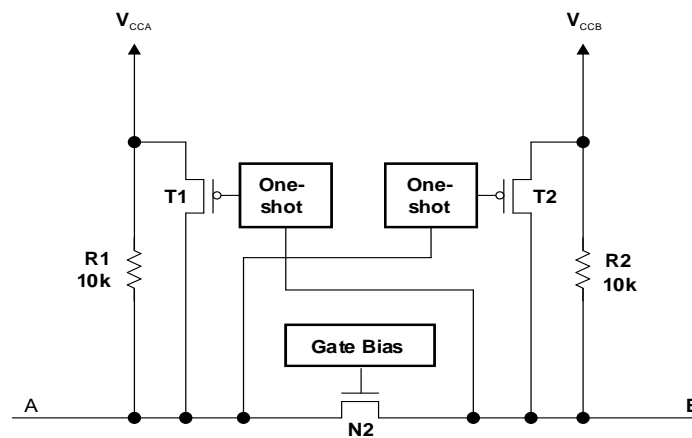 VCCA
VCCB
One-
shot
One-
shot
T1
T2
R1
10k
R2
10k
Gate Bias
A
N2